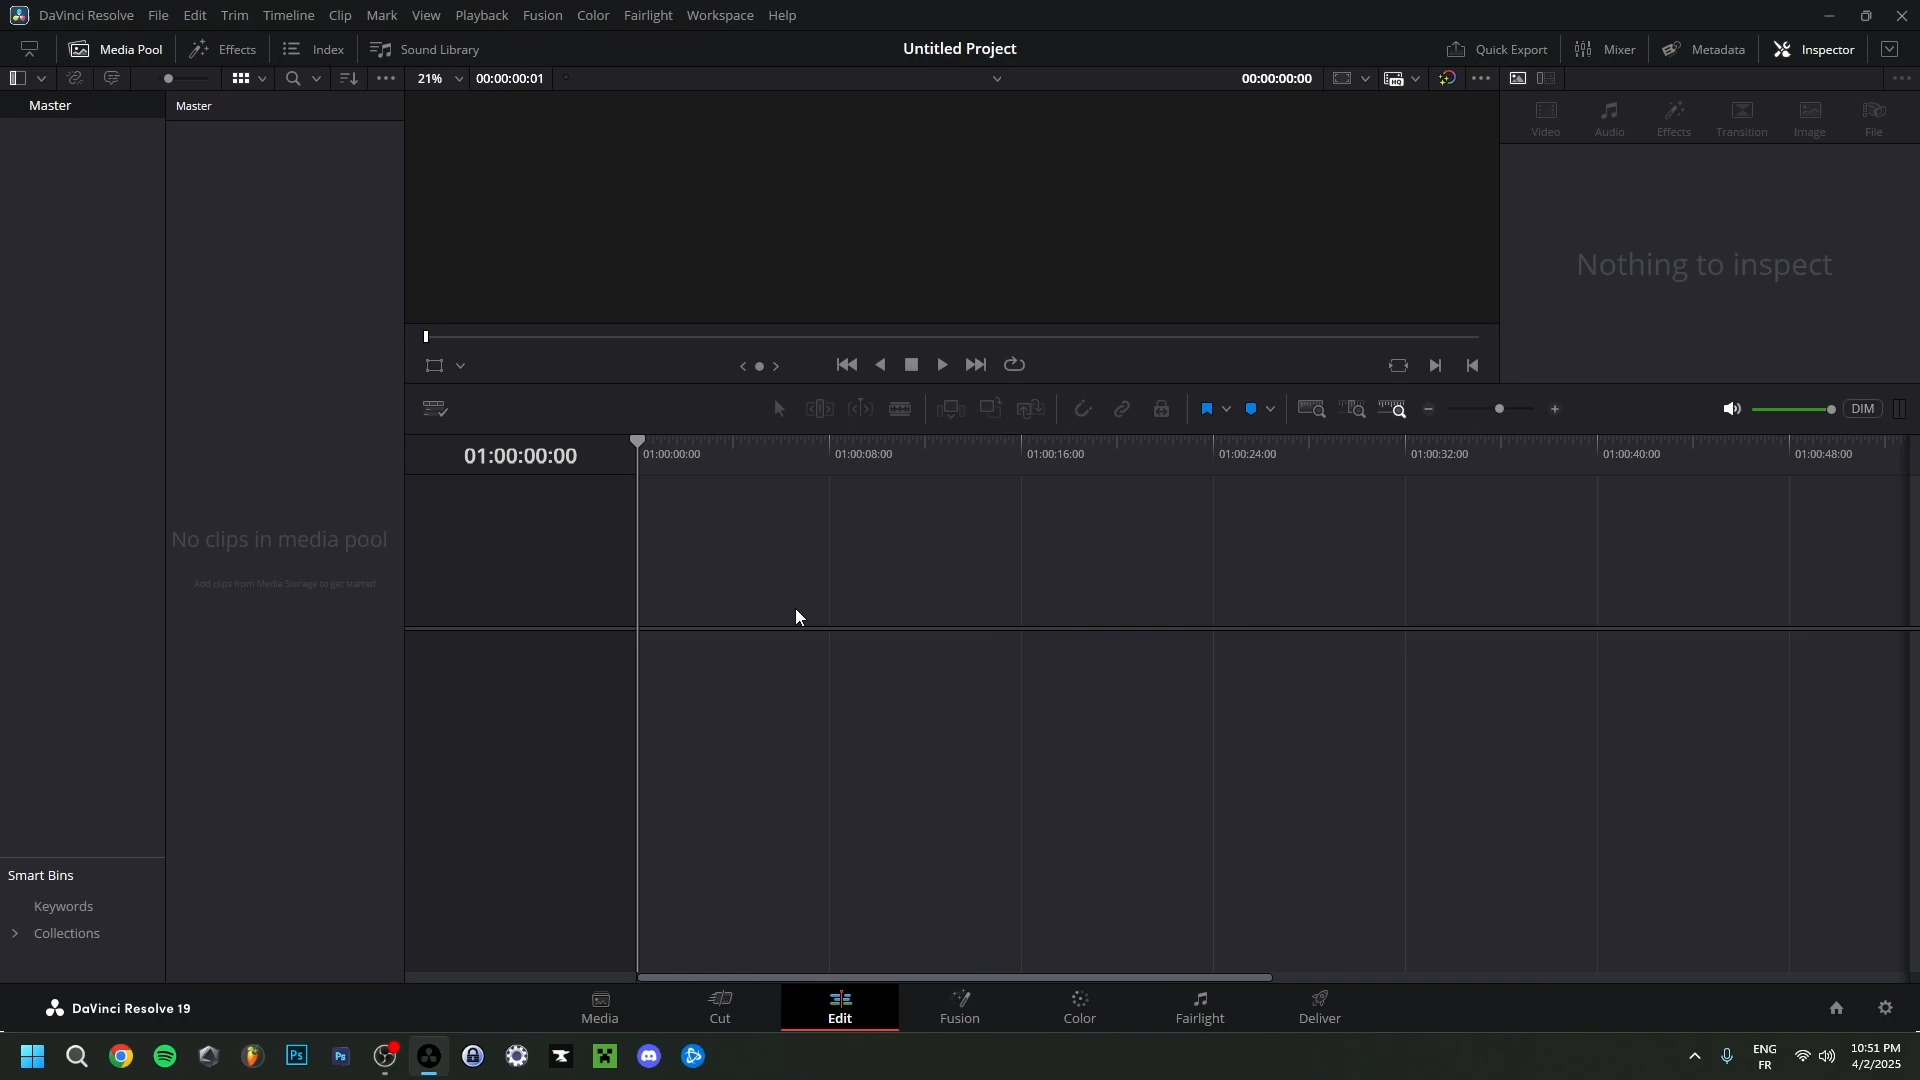 DaVinci Resolve File Edit Trim Timeline Clip Mark View Playback Fusion Color Fairlight Workspace Help
Media Pool Effects Index Sound Library Untitled Project Quick Export Mixer Metadata Inspector
21% 00:00:00:01 00:00:00:00
Master Master
Video Audio Effects Transition Image File
Nothing to inspect
DIM
01:00:00:00 01:00:00:00 01:00:08:00 01:00:16:00 01:00:24:00 01:00:32:00 01:00:40:00 01:00:48:00
No clips in media pool
Add clips from Media Storage to get started
Smart Bins
Keywords
Collections
DaVinci Resolve 19 Media Cut Edit Fusion Color Fairlight Deliver
Ps Ps ENG 10:51 PM
FR 4/2/2025